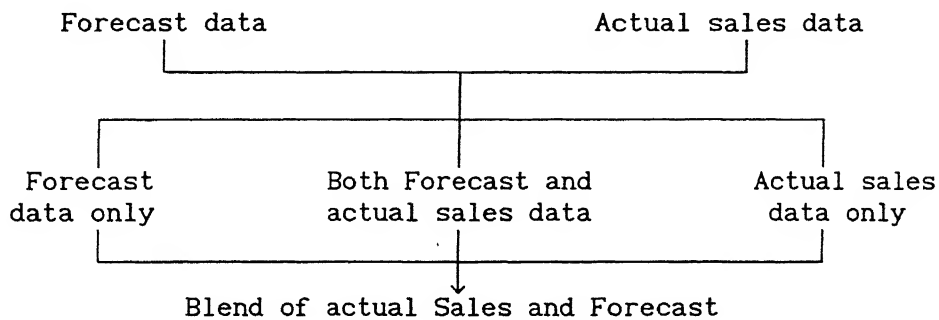 Forecast data Actual sales data
Forecast Both Forecast and Actual sales
data only actual sales data data only
Blend of actual Sales and Forecast